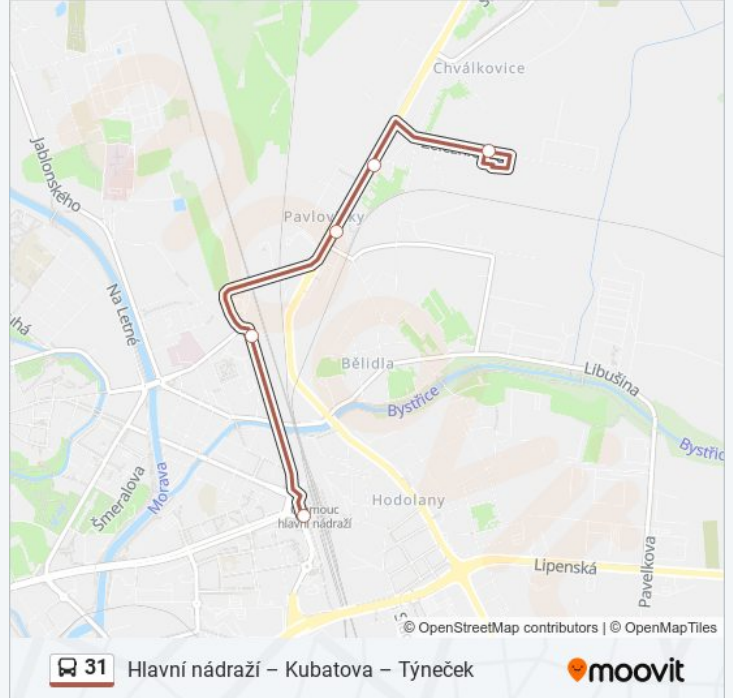 Chválkovice
Jablonského
Pavlovičky
Na Letné
Bělidla
Libušina
Bystřice
Bystřic
Morava
Šmeralova
Hodolany
hlavní nádraží
Lipenská
Pavelkova
© OpenStreetMap contributors | © OpenMapTiles
31 Hlavní nádraží – Kubatova – Týneček
moovit